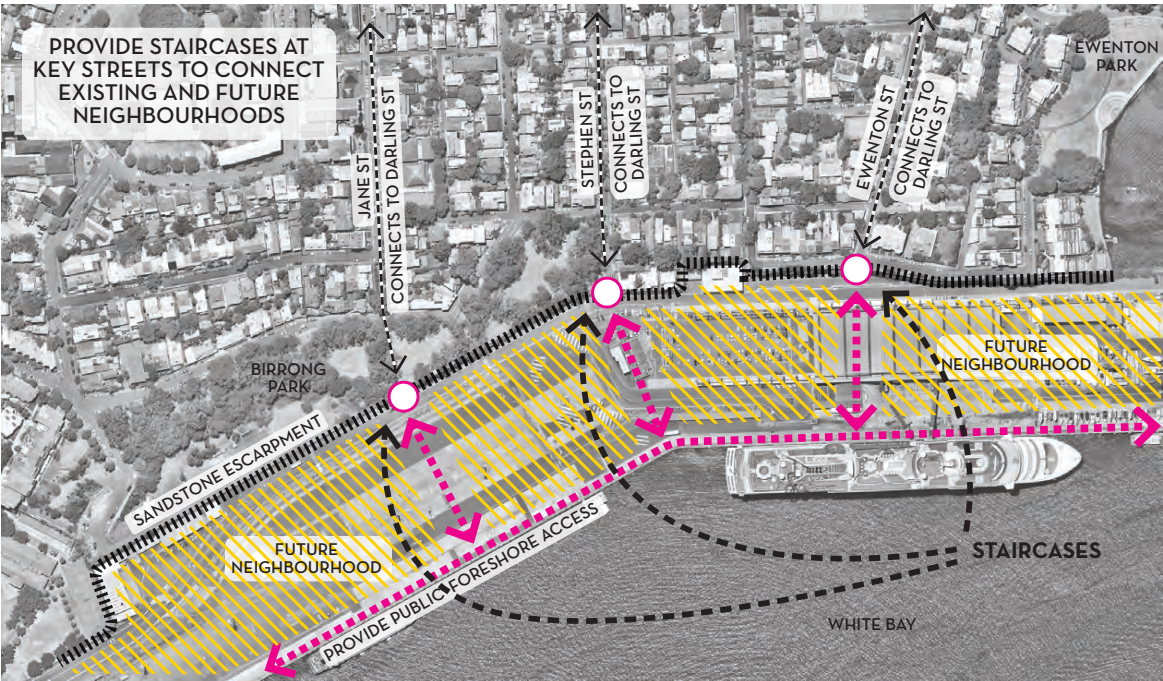 PROVIDE STAIRCASES AT
KEY STREETS TO CONNECT
EXISTING AND FUTURE
NEIGHBOURHOODS
JANE ST
CONNECTS TO DARLING ST
STEPHEN ST
CONNECTS TO
DARLING ST
EWENTON ST
CONNECTS TO
DARLING ST
EWENTON
PARK
BIRRONG
PARK
SANDSTONE ESCARPMENT
FUTURE
NEIGHBOURHOOD
FUTURE
NEIGHBOURHOOD
PROVIDE PUBLIC FORESHORE ACCESS
STAIRCASES
WHITE BAY